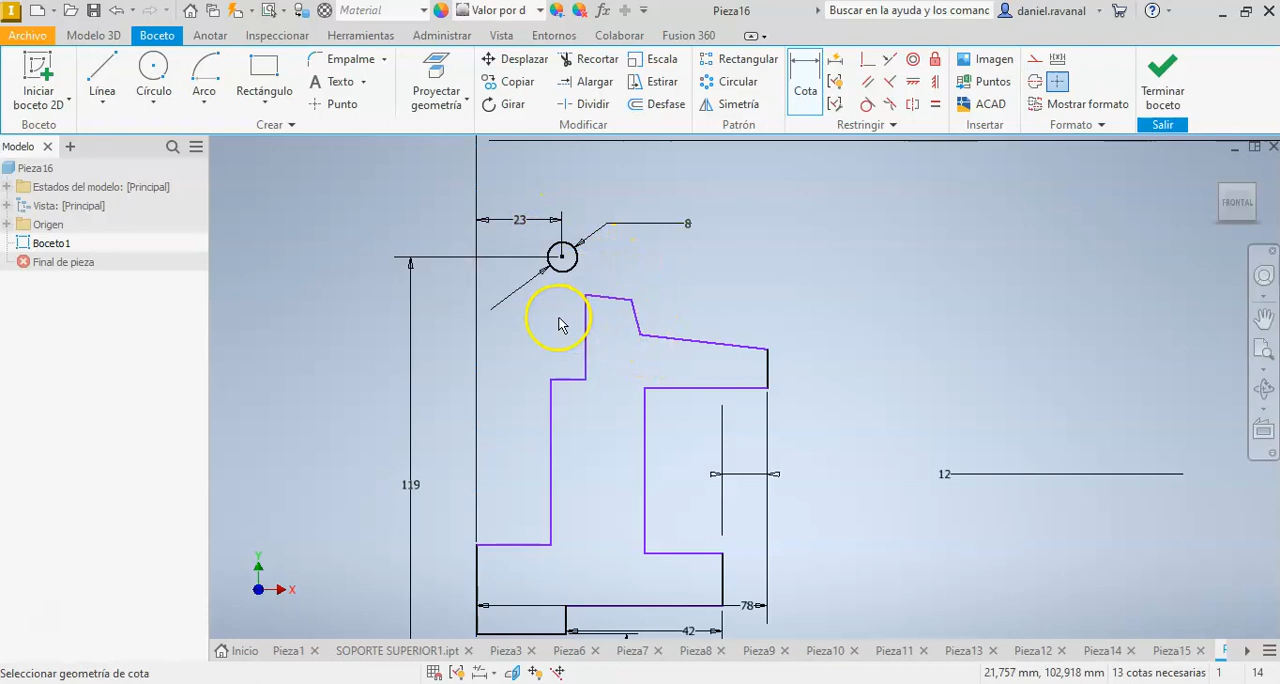 Material Valor por d fx Pieza16 Buscar en la ayuda y los comanc daniel.ravanal
Archivo Modelo 3D Boceto Anotar Inspeccionar Herramientas Administrar Vista Entornos Colaborar Fusion 360
Iniciar boceto 2D
Línea
Círculo
Arco
Rectángulo
Empalme
Texto
Punto
Proyectar geometría
Desplazar Recortar Escala
Copiar Alargar Estirar
Girar Dividir Desfase
Rectangular
Circular
Simetría
Cota
Imagen
Puntos
ACAD
Mostrar formato
Terminar boceto
Boceto Crear Modificar Patrón Restringir Insertar Formato Salir
Modelo
Pieza16
Estados del modelo: [Principal]
Vista: [Principal]
Origen
Boceto1
Final de pieza
FRONTAL
23
8
12
119
78
42
Y
X
Inicio Pieza1 SOPORTE SUPERIOR1.ipt Pieza3 Pieza6 Pieza7 Pieza8 Pieza9 Pieza10 Pieza11 Pieza13 Pieza12 Pieza14 Pieza15
Seleccionar geometría de cota 21,757 mm, 102,918 mm 13 cotas necesarias 1 14